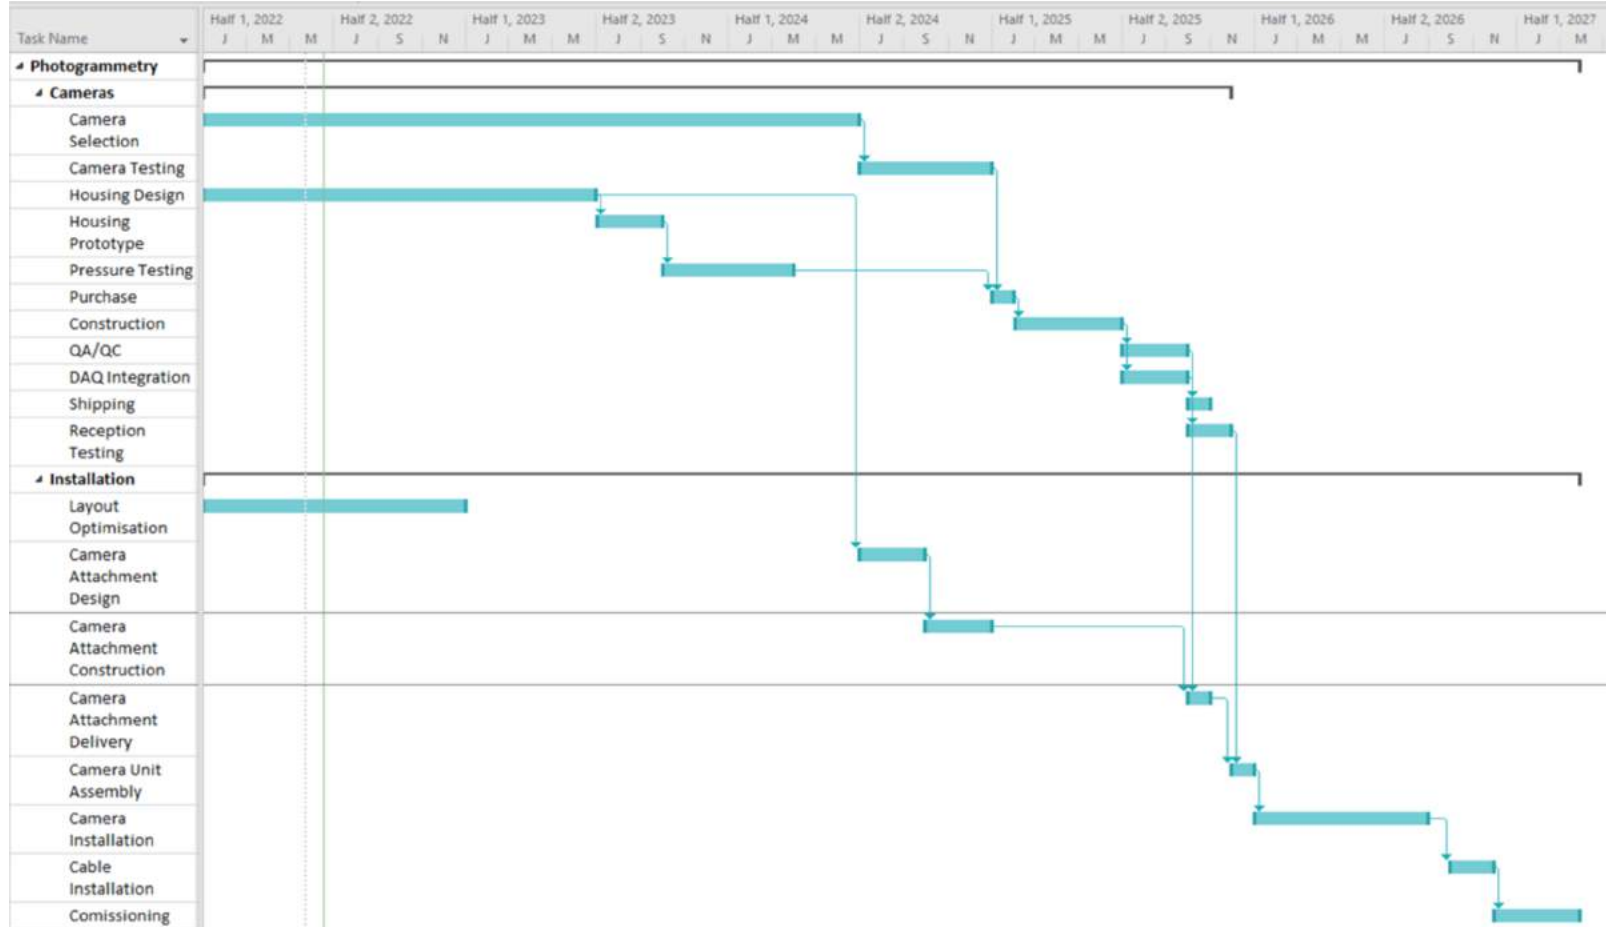 Half 1, 2022 Half 2, 2022 Half 1, 2023 Half 2, 2023 Half 1, 2024 Half 2, 2024 Half 1, 2025 Half 2, 2025 Half 1, 2026 Half 2, 2026 Half 1, 2027
Task Name J M M J S N J M M J S N J M M J S N J M M J S N J M M J S N J M
Photogrammetry
Cameras
Camera
Selection
Camera Testing
Housing Design
Housing
Prototype
Pressure Testing
Purchase
Construction
QA/QC
DAQ Integration
Shipping
Reception
Testing
Installation
Layout
Optimisation
Camera
Attachment
Design
Camera
Attachment
Construction
Camera
Attachment
Delivery
Camera Unit
Assembly
Camera
Installation
Cable
Installation
Comissioning